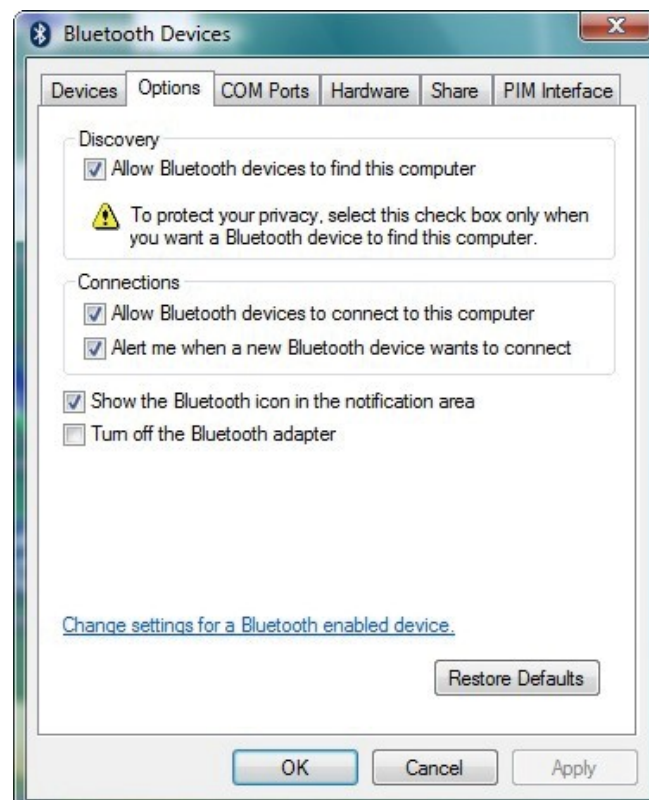 Bluetooth Devices
Devices Options COM Ports Hardware Share PIM Interface
Discovery
Allow Bluetooth devices to find this computer
To protect your privacy, select this check box only when
you want a Bluetooth device to find this computer.
Connections
Allow Bluetooth devices to connect to this computer
Alert me when a new Bluetooth device wants to connect
Show the Bluetooth icon in the notification area
Turn off the Bluetooth adapter
Change settings for a Bluetooth enabled device.
Restore Defaults
OK Cancel Apply